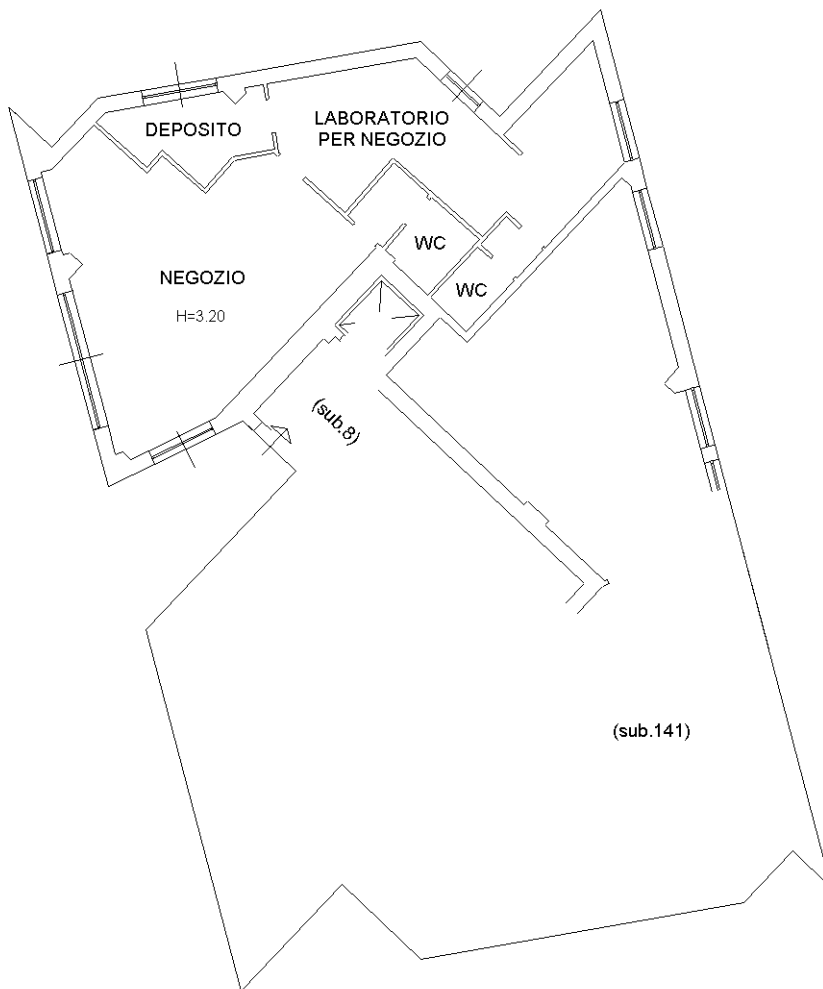 DEPOSITO
LABORATORIO
PER NEGOZIO
WC
NEGOZIO
WC
H=3.20
(sub.8)
(sub.141)